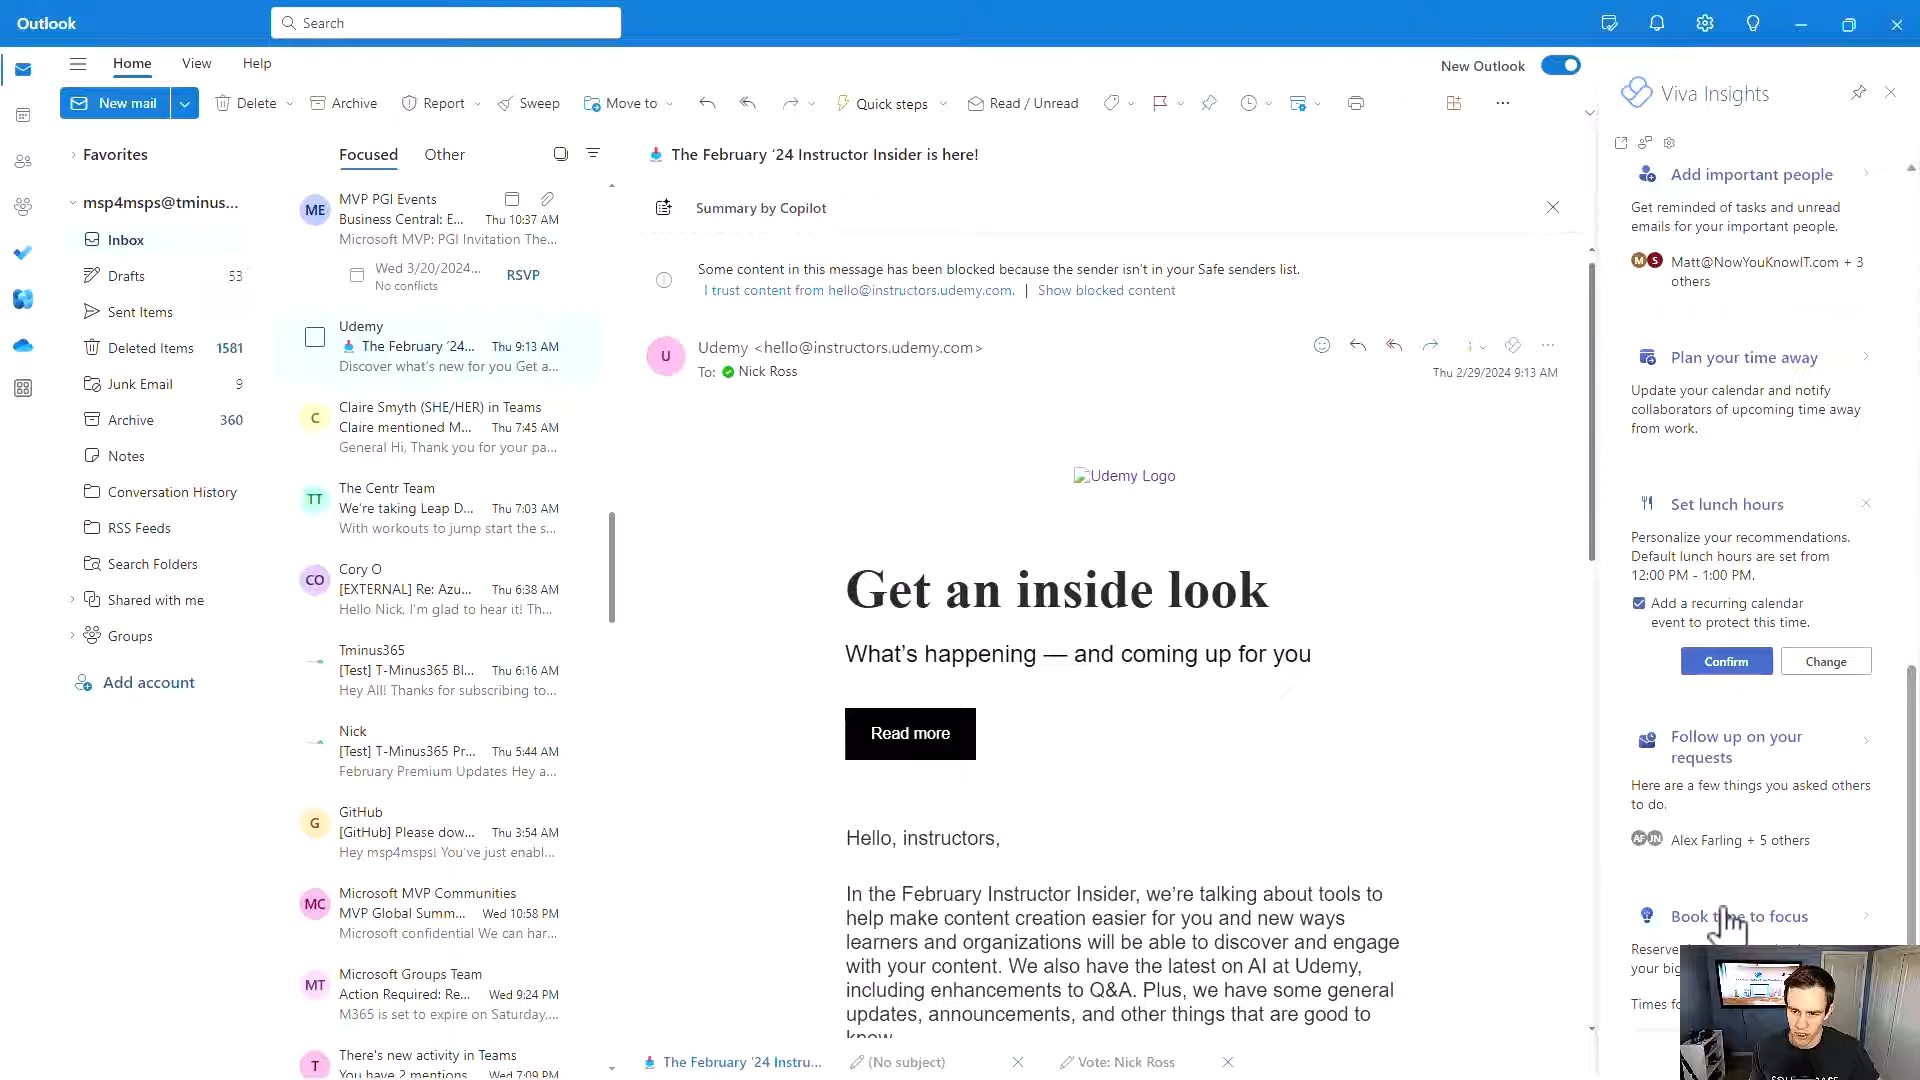 Outlook
Search
Home
View
Help
New Outlook
New mail
Delete
Archive
Report
Sweep
Move to
Quick steps
Read / Unread
Favorites
msp4msps@tminus...
Inbox
Drafts 53
Sent Items
Deleted Items 1581
Junk Email 9
Archive 360
Notes
Conversation History
RSS Feeds
Search Folders
Shared with me
Groups
Add account
Focused
Other
ME
MVP PGI Events
Business Central: E... Thu 10:37 AM
Microsoft MVP: PGI Invitation The...
Wed 3/20/2024... RSVP
No conflicts
Udemy
The February ‘24... Thu 9:13 AM
Discover what’s new for you Get a...
C
Claire Smyth (SHE/HER) in Teams
Claire mentioned M... Thu 7:45 AM
General Hi, Thank you for your pa...
TT
The Centr Team
We’re taking Leap D... Thu 7:03 AM
With workouts to jump start the s...
CO
Cory O
[EXTERNAL] Re: Azu... Thu 6:38 AM
Hello Nick, I’m glad to hear it! Th...
Tminus365
[Test] T-Minus365 Bl... Thu 6:16 AM
Hey All! Thanks for subscribing to...
Nick
[Test] T-Minus365 Pr... Thu 5:44 AM
February Premium Updates Hey a...
G
GitHub
[GitHub] Please dow... Thu 3:54 AM
Hey msp4msps! You’ve just enabl...
MC
Microsoft MVP Communities
MVP Global Summ... Wed 10:58 PM
Microsoft confidential We can har...
MT
Microsoft Groups Team
Action Required: Re... Wed 9:24 PM
M365 is set to expire on Saturday,...
T
There's new activity in Teams
You have 2 mentions Wed 7:09 PM
The February ‘24 Instructor Insider is here!
Summary by Copilot
Some content in this message has been blocked because the sender isn't in your Safe senders list.
I trust content from hello@instructors.udemy.com. | Show blocked content
U
Udemy <hello@instructors.udemy.com>
To: Nick Ross
Thu 2/29/2024 9:13 AM
Udemy Logo
Get an inside look
What’s happening — and coming up for you
Read more
Hello, instructors,
In the February Instructor Insider, we’re talking about tools to
help make content creation easier for you and new ways
learners and organizations will be able to discover and engage
with your content. We also have the latest on AI at Udemy,
including enhancements to Q&A. Plus, we have some general
updates, announcements, and other things that are good to
know
The February ‘24 Instru...
(No subject)
Vote: Nick Ross
Viva Insights
Add important people
Get reminded of tasks and unread
emails for your important people.
M S
Matt@NowYouKnowIT.com + 3
others
Plan your time away
Update your calendar and notify
collaborators of upcoming time away
from work.
Set lunch hours
Personalize your recommendations.
Default lunch hours are set from
12:00 PM - 1:00 PM.
Add a recurring calendar
event to protect this time.
Confirm
Change
Follow up on your
requests
Here are a few things you asked others
to do.
AF JN
Alex Farling + 5 others
Book time to focus
Reserve
your big
Times fo